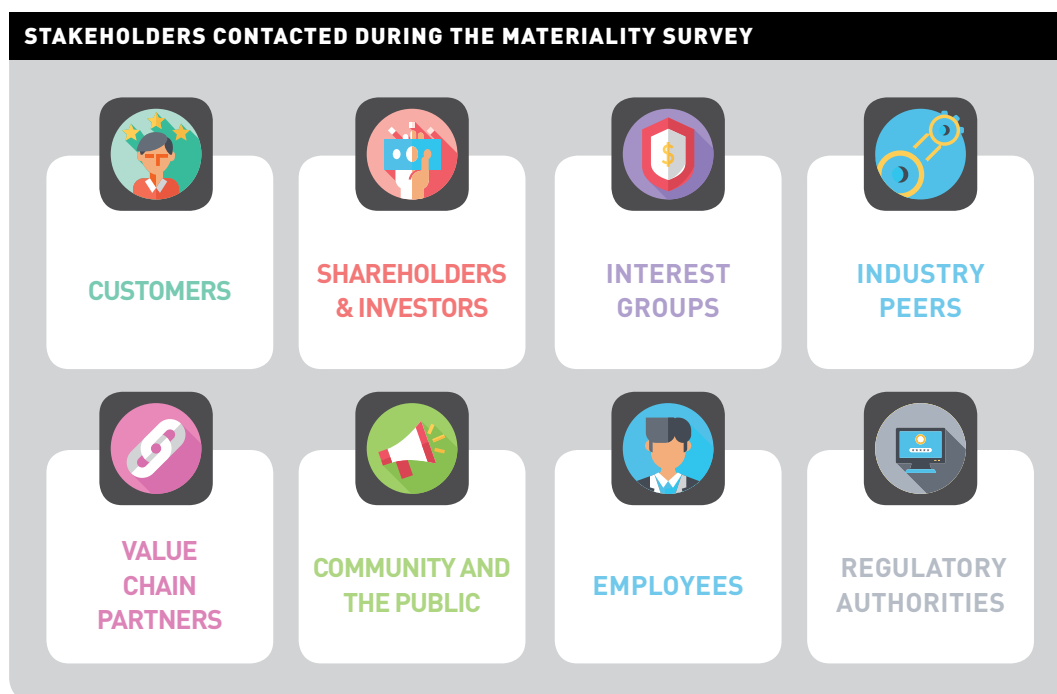 STAKEHOLDERS CONTACTED DURING THE MATERIALITY SURVEY
CUSTOMERS
SHAREHOLDERS
& INVESTORS
INTEREST
GROUPS
INDUSTRY
PEERS
VALUE
CHAIN
PARTNERS
COMMUNITY AND
THE PUBLIC
EMPLOYEES
REGULATORY
AUTHORITIES